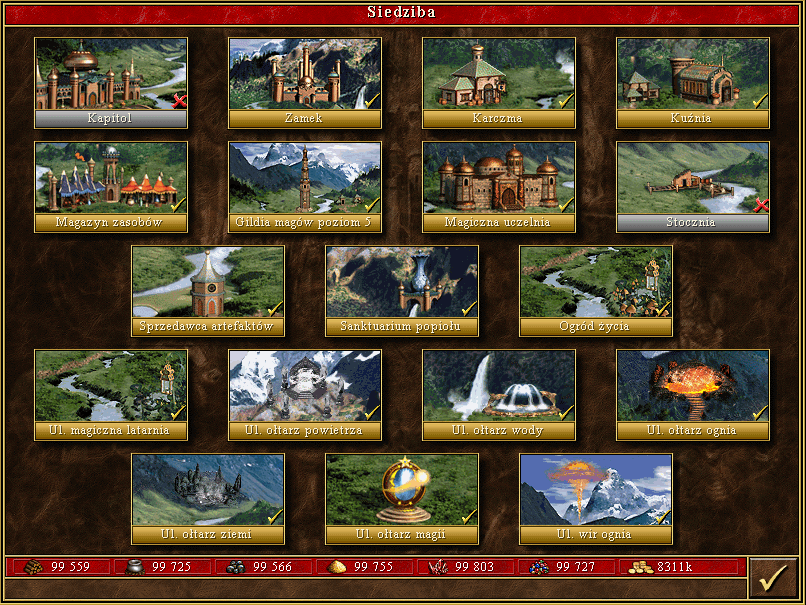 Siedziba
Kapitol
Zamek
Karczma
Kuźnia
Magazyn zasobów
Gildia magów poziom 5
Magiczna uczelnia
Stocznia
Sprzedawca artefaktów
Sanktuarium popiołu
Ogród życia
Ul. magiczna latarnia
Ul. ołtarz powietrza
Ul. ołtarz wody
Ul. ołtarz ognia
Ul. ołtarz ziemi
Ul. ołtarz magii
Ul. wir ognia
99 559 99 725 99 566 99 755 99 803 99 727 8311k